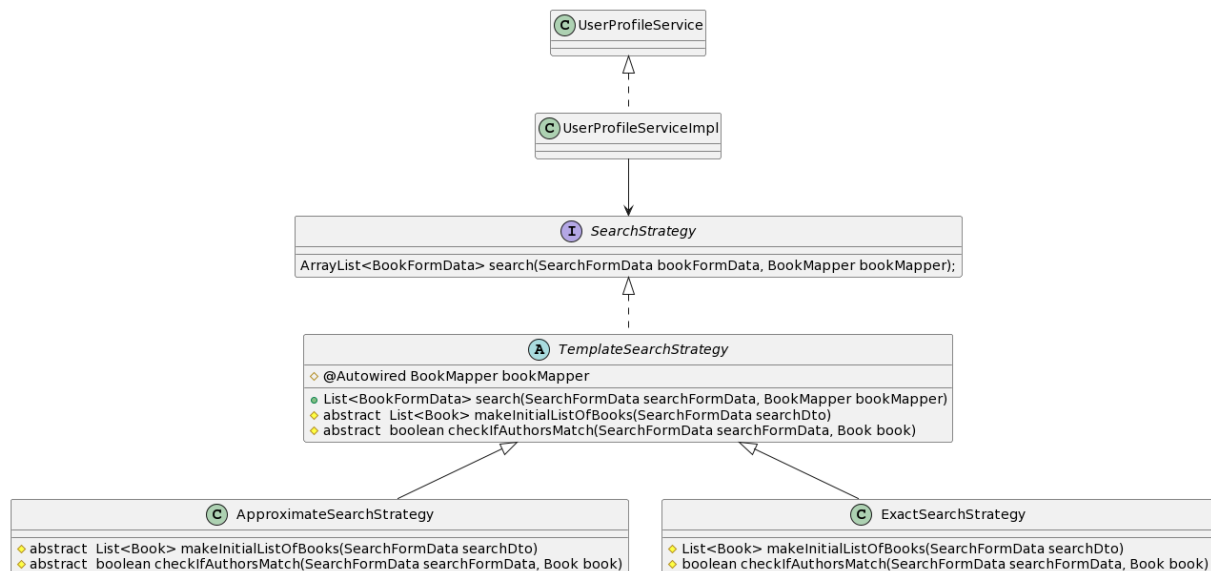 C UserProfileService
C UserProfileServiceImpl
I SearchStrategy
ArrayList<BookFormData> search(SearchFormData bookFormData, BookMapper bookMapper);
A TemplateSearchStrategy
@Autowired BookMapper bookMapper
List<BookFormData> search(SearchFormData searchFormData, BookMapper bookMapper)
abstract List<Book> makeInitialListOfBooks(SearchFormData searchDto)
abstract boolean checkIfAuthorsMatch(SearchFormData searchFormData, Book book)
C ApproximateSearchStrategy
abstract List<Book> makeInitialListOfBooks(SearchFormData searchDto)
abstract boolean checkIfAuthorsMatch(SearchFormData searchFormData, Book book)
C ExactSearchStrategy
List<Book> makeInitialListOfBooks(SearchFormData searchDto)
boolean checkIfAuthorsMatch(SearchFormData searchFormData, Book book)